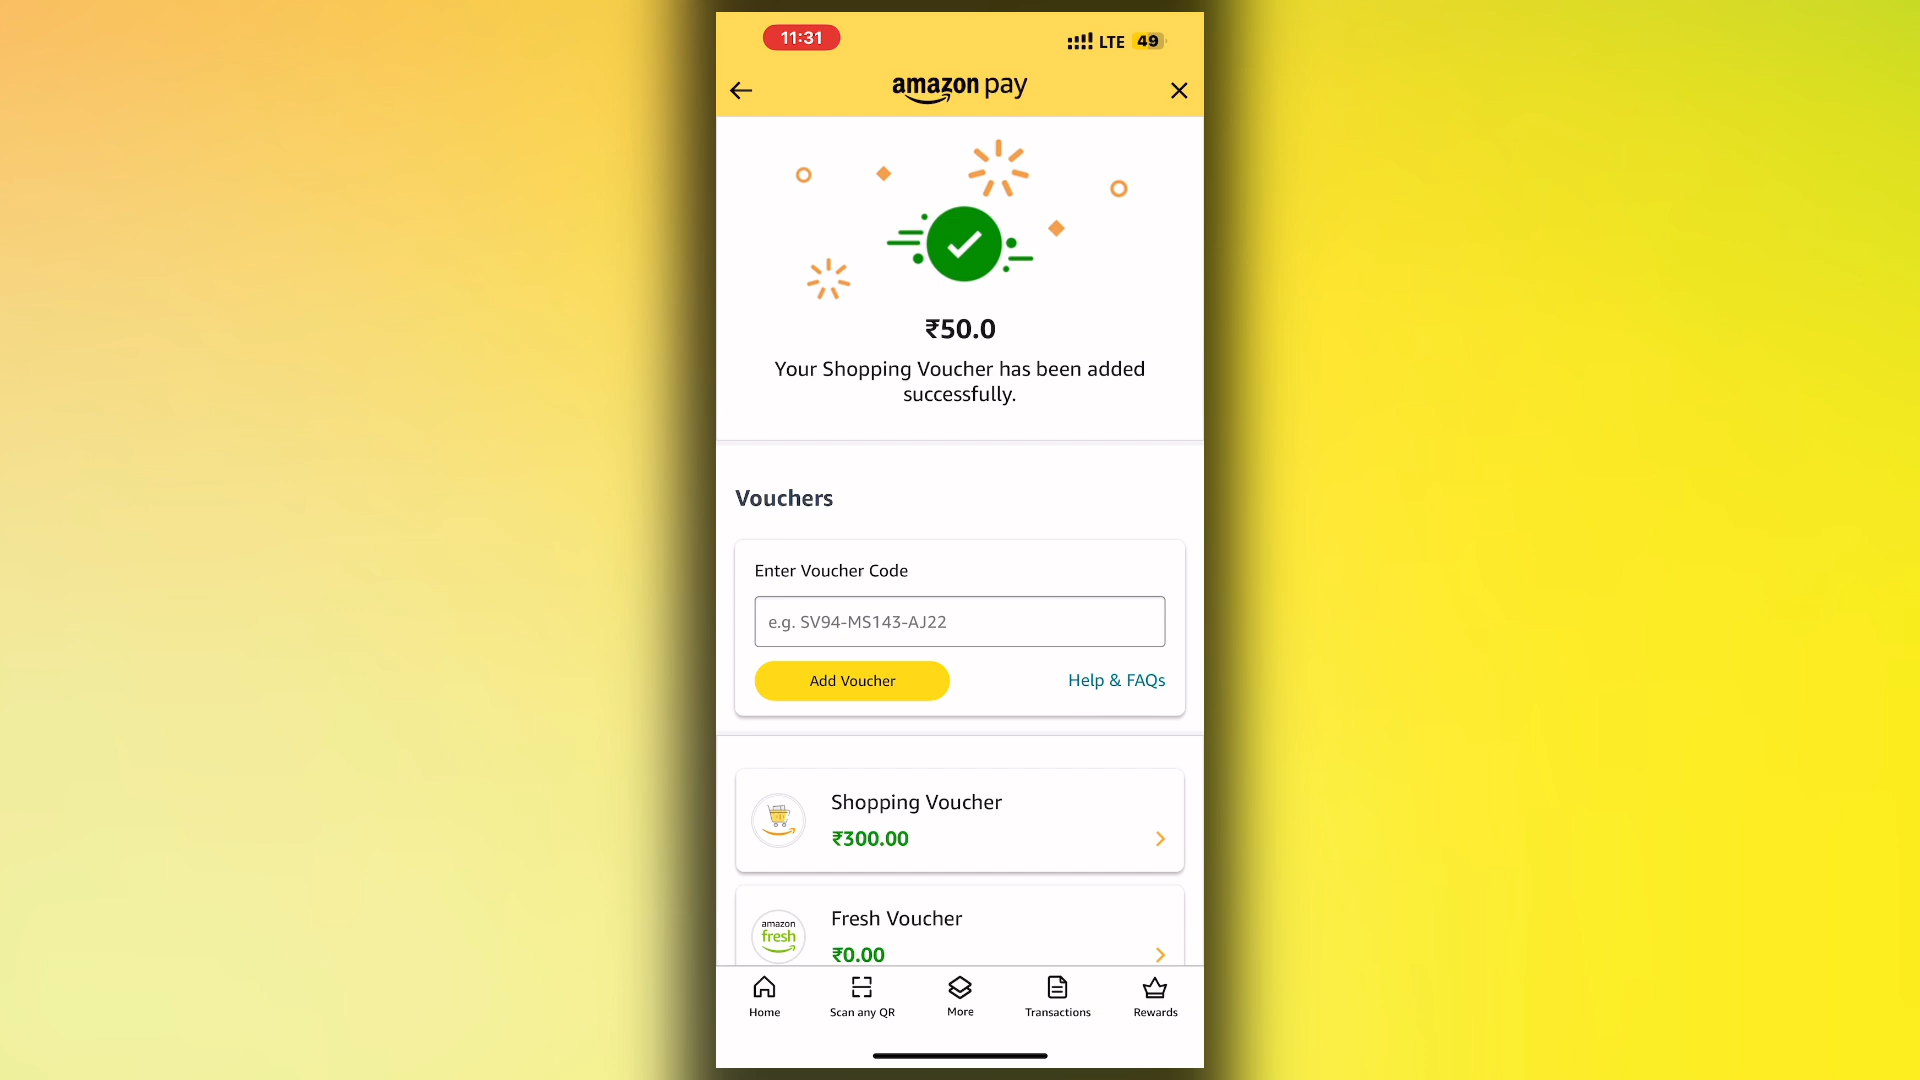 11:31
LTE 49
amazon pay
₹50.0
Your Shopping Voucher has been added
successfully.
Vouchers
Enter Voucher Code
e.g. SV94-MS143-AJ22
Add Voucher
Help & FAQs
Shopping Voucher
₹300.00
amazon
fresh
Fresh Voucher
₹0.00
Home
Scan any QR
More
Transactions
Rewards